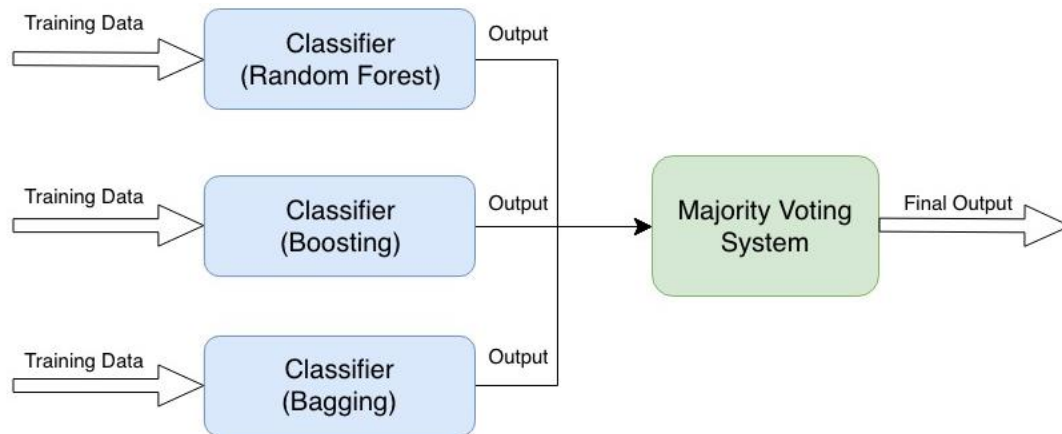 Training Data
Classifier
(Random Forest)
Output
Training Data
Classifier
(Boosting)
Output
Majority Voting
System
Final Output
Training Data
Classifier
(Bagging)
Output